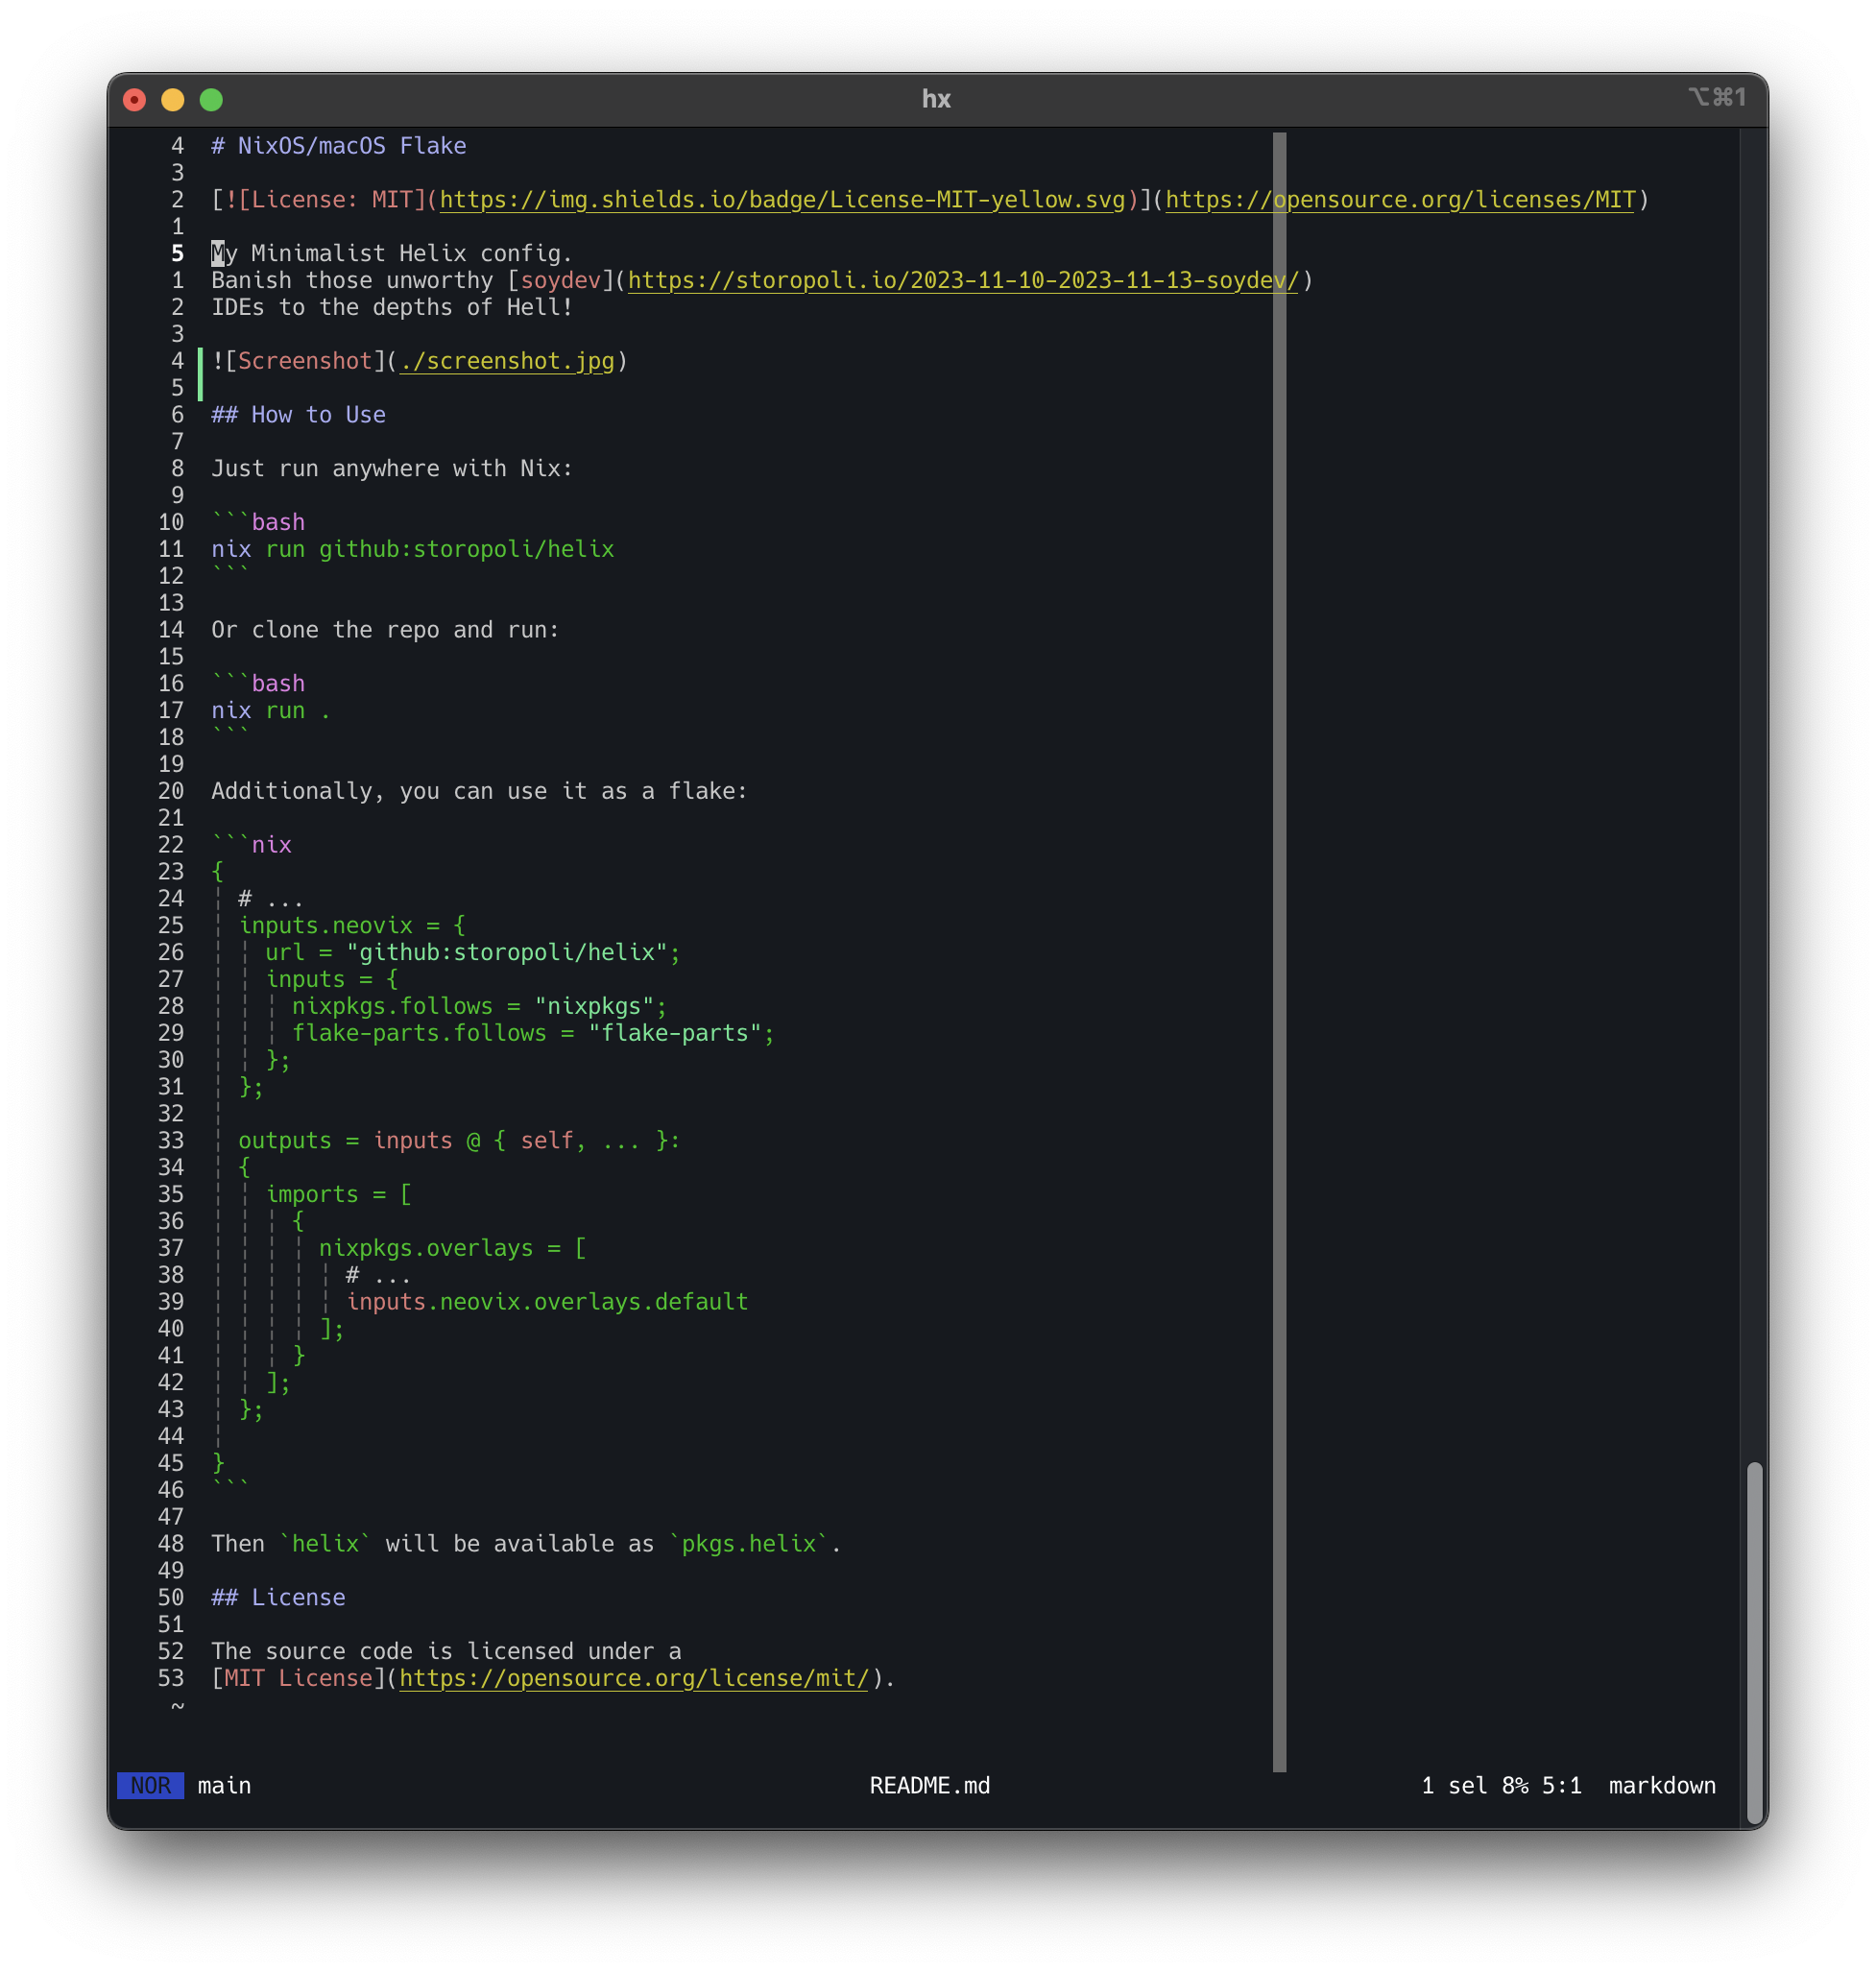 hx
⌥⌘1
4 # NixOS/macOS Flake
3
2 [![License: MIT](https://img.shields.io/badge/License-MIT-yellow.svg)](https://opensource.org/licenses/MIT)
1
5 My Minimalist Helix config.
1 Banish those unworthy [soydev](https://storopoli.io/2023-11-10-2023-11-13-soydev/)
2 IDEs to the depths of Hell!
3
4 ![Screenshot](./screenshot.jpg)
5
6 ## How to Use
7
8 Just run anywhere with Nix:
9
10 ```bash
11 nix run github:storopoli/helix
12 ```
13
14 Or clone the repo and run:
15
16 ```bash
17 nix run .
18 ```
19
20 Additionally, you can use it as a flake:
21
22 ```nix
23 {
24   # ...
25   inputs.neovix = {
26     url = "github:storopoli/helix";
27     inputs = {
28       nixpkgs.follows = "nixpkgs";
29       flake-parts.follows = "flake-parts";
30     };
31   };
32
33   outputs = inputs @ { self, ... }:
34   {
35     imports = [
36       {
37         nixpkgs.overlays = [
38           # ...
39           inputs.neovix.overlays.default
40         ];
41       }
42     ];
43   };
44
45 }
46 ```
47
48 Then `helix` will be available as `pkgs.helix`.
49
50 ## License
51
52 The source code is licensed under a
53 [MIT License](https://opensource.org/license/mit/).
~
NOR main README.md 1 sel 8% 5:1 markdown